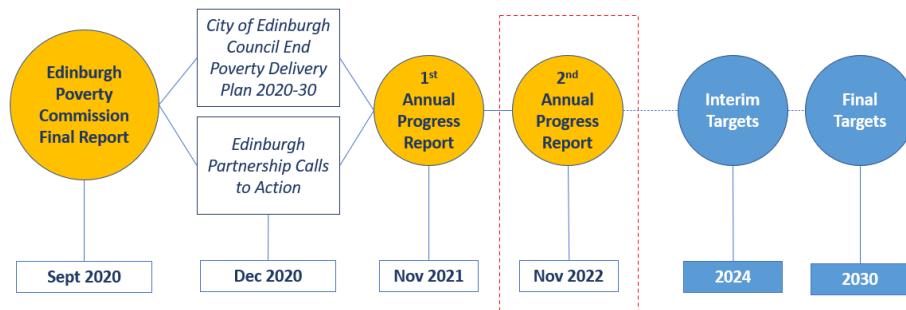 Edinburgh
Poverty
Commission
Final Report
City of Edinburgh
Council End
Poverty Delivery
Plan 2020-30
Edinburgh
Partnership Calls
to Action
1st
Annual
Progress
Report
2nd
Annual
Progress
Report
Interim
Targets
Final
Targets
Sept 2020
Dec 2020
Nov 2021
Nov 2022
2024
2030